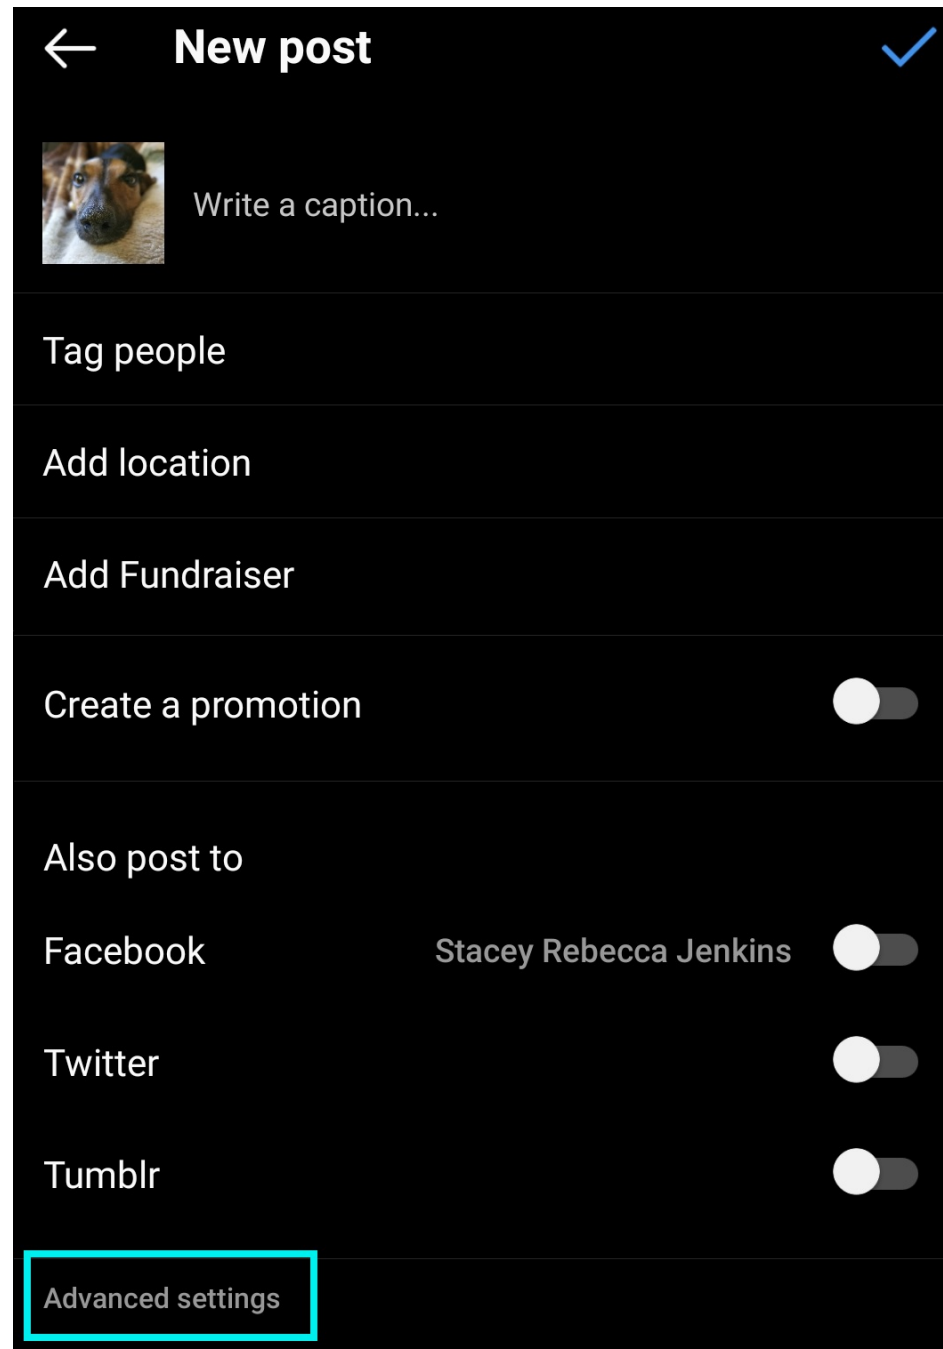 New post
Write a caption...
Tag people
Add location
Add Fundraiser
Create a promotion
Also post to
Facebook Stacey Rebecca Jenkins
Twitter
Tumblr
Advanced settings